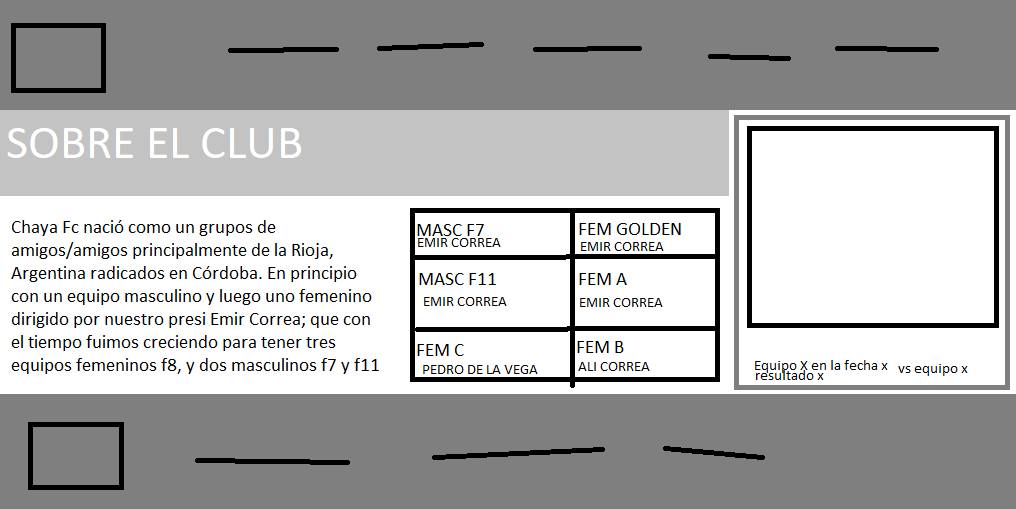 SOBRE EL CLUB
Chaya Fc nació como un grupos de
amigos/amigos principalmente de la Rioja,
Argentina radicados en Córdoba. En principio
con un equipo masculino y luego uno femenino
dirigido por nuestro presi Emir Correa; que con
el tiempo fuimos creciendo para tener tres
equipos femeninos f8, y dos masculinos f7 y f11
MASC F7
EMIR CORREA
FEM GOLDEN
EMIR CORREA
MASC F11
EMIR CORREA
FEM A
EMIR CORREA
FEM C
PEDRO DE LA VEGA
FEM B
ALI CORREA
Equipo X en la fecha x vs equipo x
resultado x